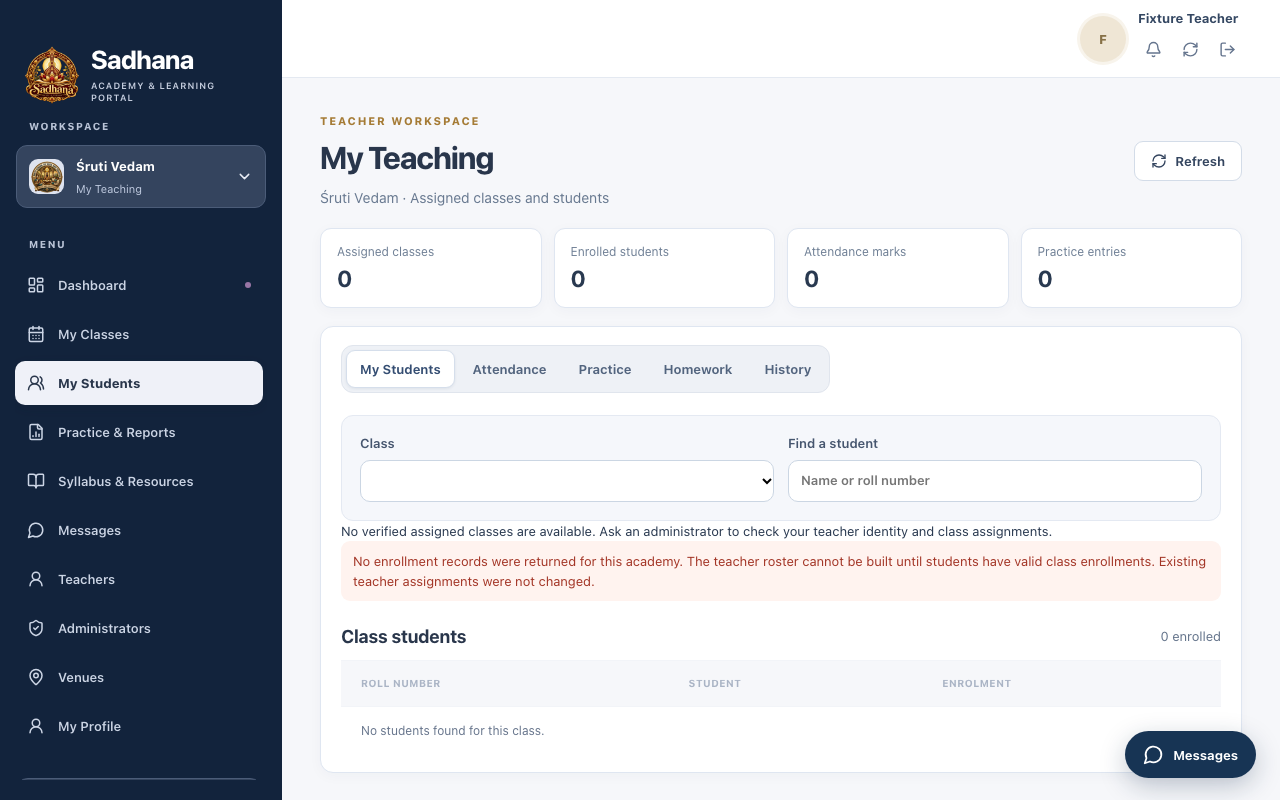 Sadhana
Sadhana
ACADEMY & LEARNING
PORTAL
WORKSPACE
Śruti Vedam
My Teaching
MENU
Dashboard
My Classes
My Students
Practice & Reports
Syllabus & Resources
Messages
Teachers
Administrators
Venues
My Profile
F
Fixture Teacher
TEACHER WORKSPACE
My Teaching
Refresh
Śruti Vedam · Assigned classes and students
Assigned classes
0
Enrolled students
0
Attendance marks
0
Practice entries
0
My Students Attendance Practice Homework History
Class
Find a student
Name or roll number
No verified assigned classes are available. Ask an administrator to check your teacher identity and class assignments.
No enrollment records were returned for this academy. The teacher roster cannot be built until students have valid class enrollments. Existing
teacher assignments were not changed.
Class students
0 enrolled
ROLL NUMBER STUDENT ENROLMENT
No students found for this class.
Messages